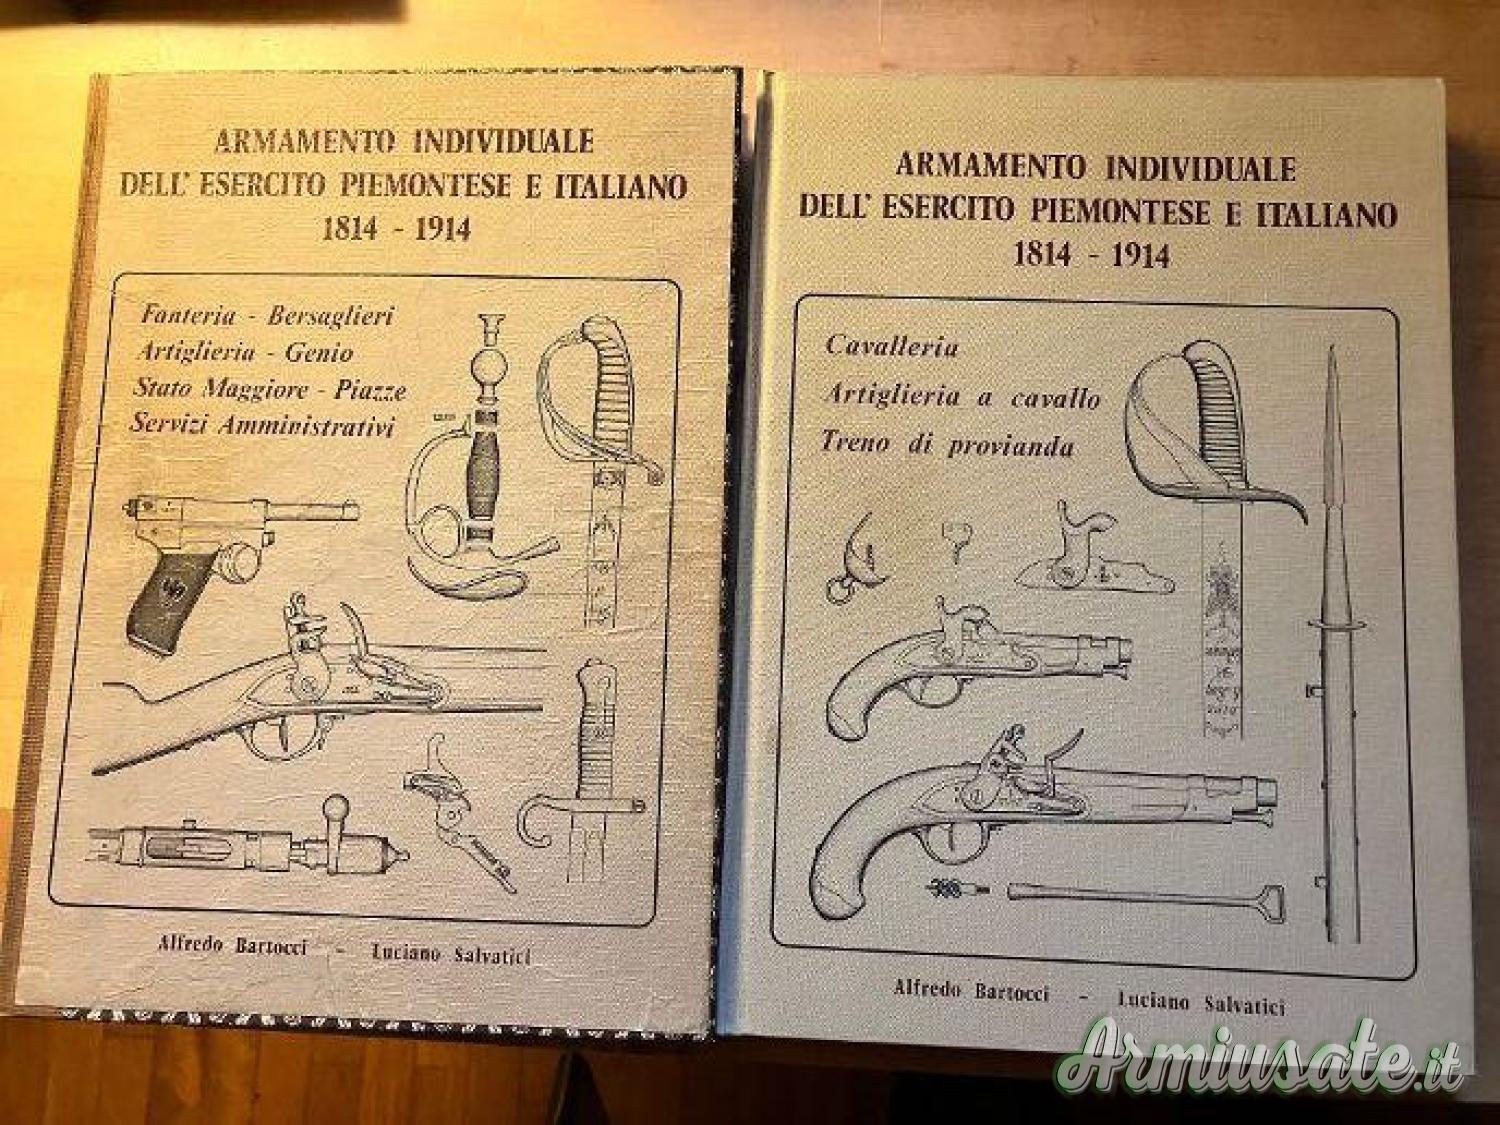 ARMAMENTO INDIVIDUALE
DELL' ESERCITO PIEMONTESE E ITALIANO
1814 - 1914
Fanteria - Bersaglieri
Artiglieria - Genio
Stato Maggiore - Piazze
Servizi Amministrativi
Alfredo Bartocci - Luciano Salvatici
ARMAMENTO INDIVIDUALE
DELL' ESERCITO PIEMONTESE E ITALIANO
1814 - 1914
Cavalleria
Artiglieria a cavallo
Treno di provianda
Alfredo Bartocci - Luciano Salvatici
Armiusate.it